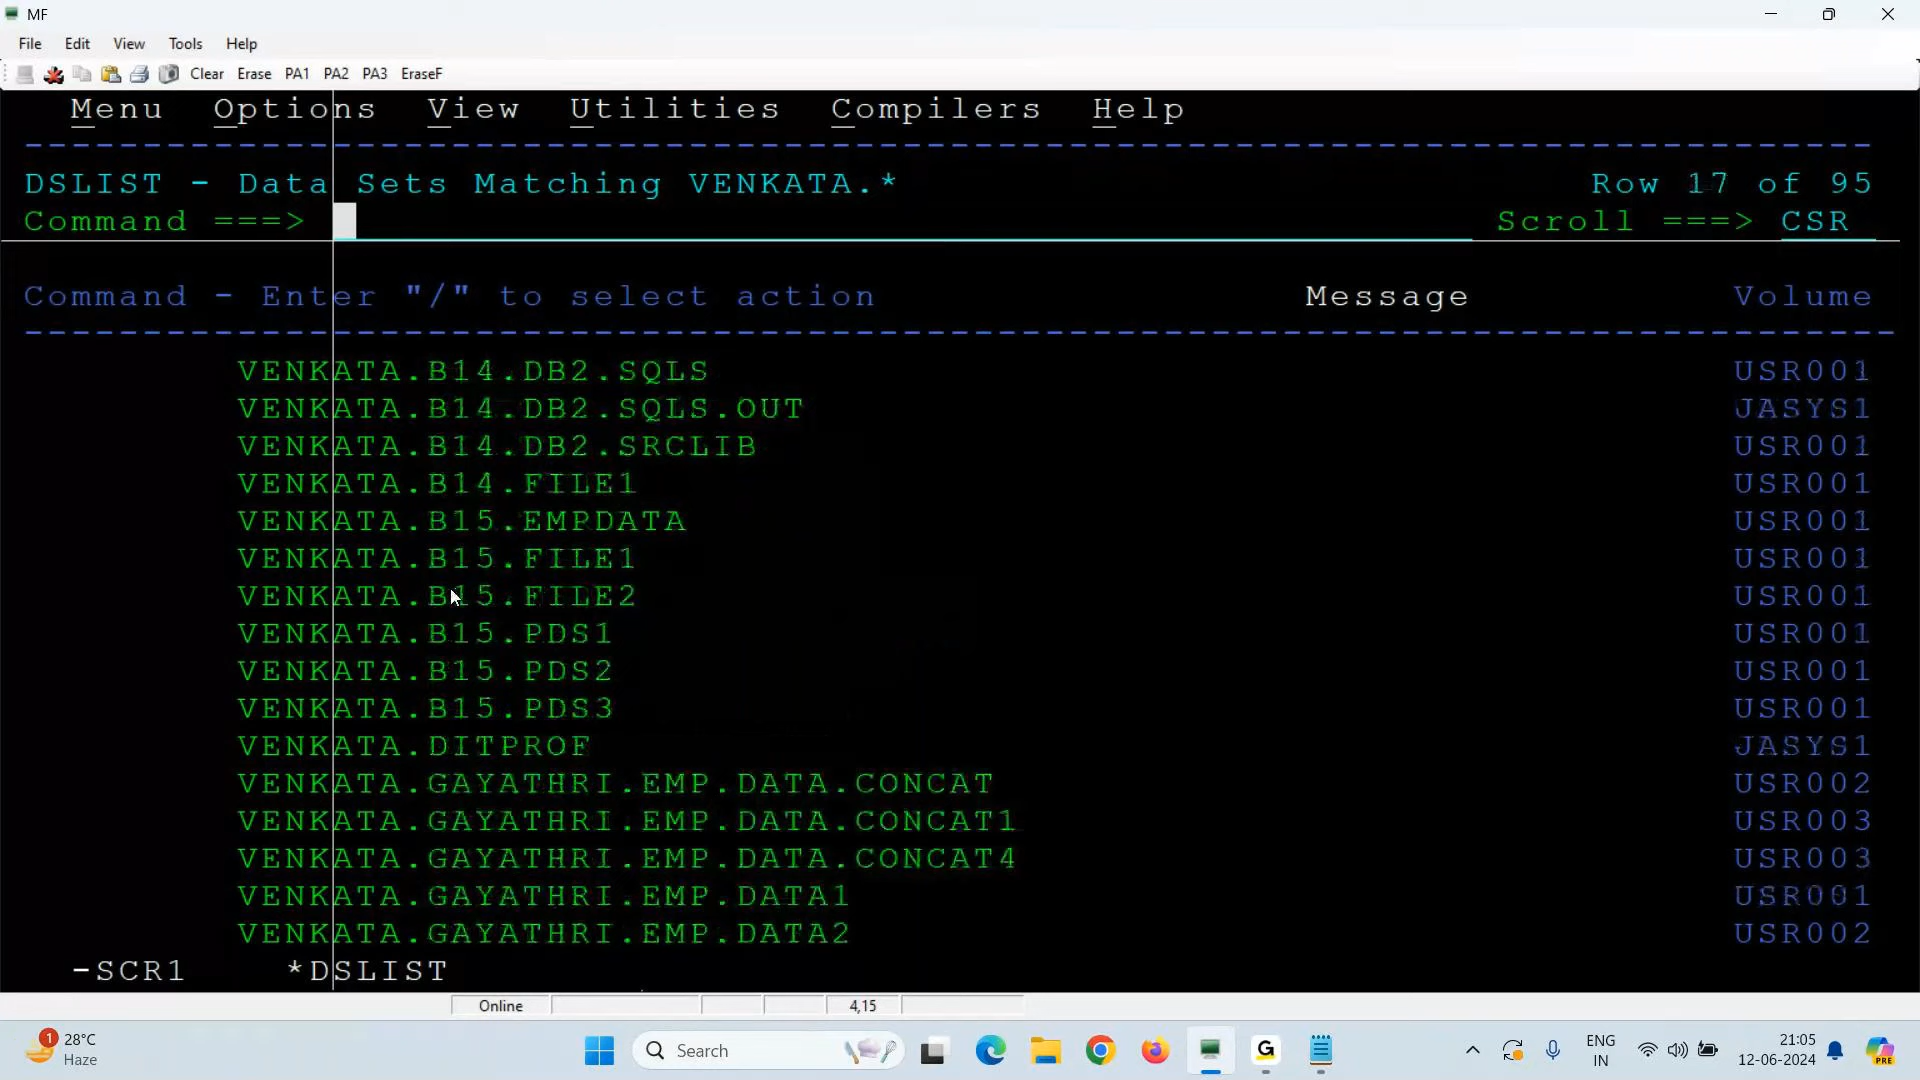 MF
File Edit View Tools Help
Clear Erase PA1 PA2 PA3 EraseF
Menu Options View Utilities Compilers Help
DSLIST - Data Sets Matching VENKATA.* Row 17 of 95
Command ===> Scroll ===> CSR
Command - Enter "/" to select action Message Volume
VENKATA.B14.DB2.SQLS USR001
VENKATA.B14.DB2.SQLS.OUT JASYS1
VENKATA.B14.DB2.SRCLIB USR001
VENKATA.B14.FILE1 USR001
VENKATA.B15.EMPDATA USR001
VENKATA.B15.FILE1 USR001
VENKATA.B15.FILE2 USR001
VENKATA.B15.PDS1 USR001
VENKATA.B15.PDS2 USR001
VENKATA.B15.PDS3 USR001
VENKATA.DITPROF JASYS1
VENKATA.GAYATHRI.EMP.DATA.CONCAT USR002
VENKATA.GAYATHRI.EMP.DATA.CONCAT1 USR003
VENKATA.GAYATHRI.EMP.DATA.CONCAT4 USR003
VENKATA.GAYATHRI.EMP.DATA1 USR001
VENKATA.GAYATHRI.EMP.DATA2 USR002
-SCR1 *DSLIST
Online 4,15
1 28°C Search ENG 21:05
Haze IN 12-06-2024 PRE